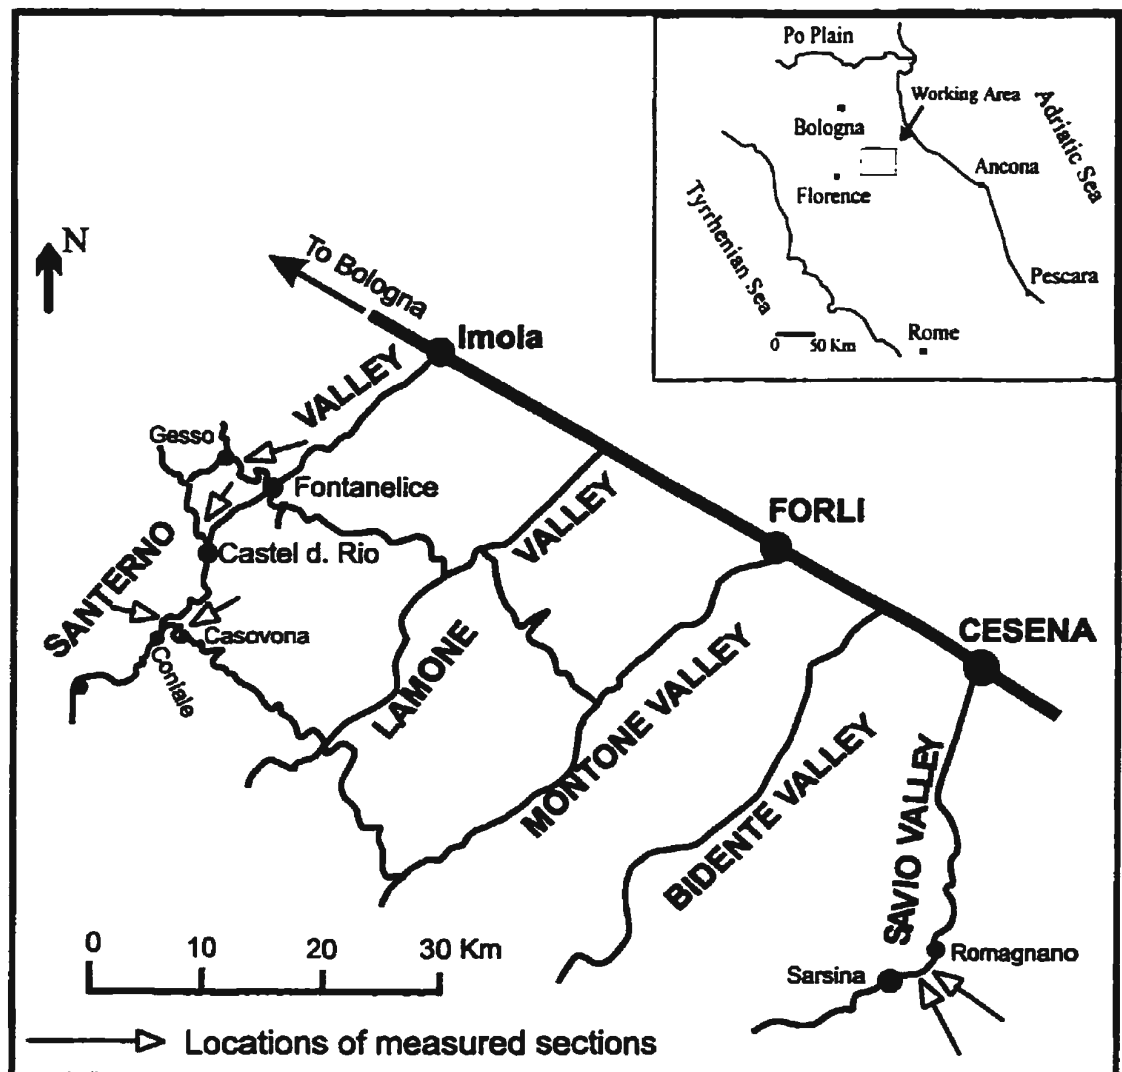 Po Plain
Working Area
Adriatic Sea
Bologna
Ancona
Florence
Tyrrhenian Sea
Pescara
Rome
0 50 Km
N
To Bologna
Imola
VALLEY
Gesso
Fontanelice
VALLEY
FORLI
SANTERNO
Castel d. Rio
CESENA
Casovona
Coniale
LAMONE
MONTONE VALLEY
BIDENTE VALLEY
SAVIO VALLEY
0 10 20 30 Km
Romagnano
Sarsina
Locations of measured sections